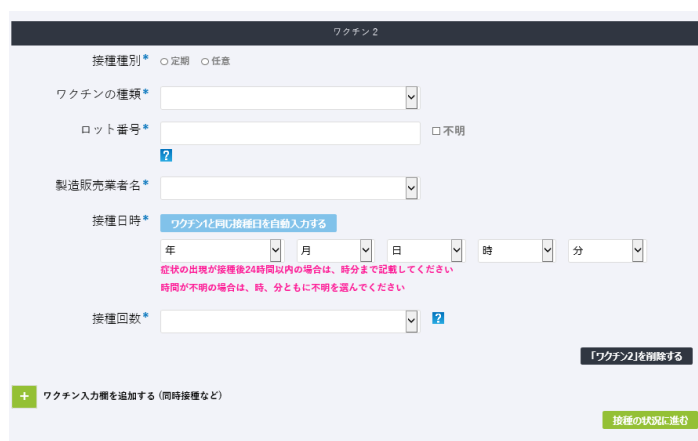 ワクチン2
接種種別* ○定期 ○任意
ワクチンの種類*
ロット番号* □不明
?
製造販売業者名*
接種日時* ワクチン1と同じ接種日を自動入力する
年 月 日 時 分
症状の出現が接種後24時間以内の場合は、時分まで記載してください
時間が不明の場合は、時、分ともに不明を選んでください
接種回数* ?
「ワクチン2」を削除する
+ ワクチン入力欄を追加する (同時接種など)
接種の状況に進む